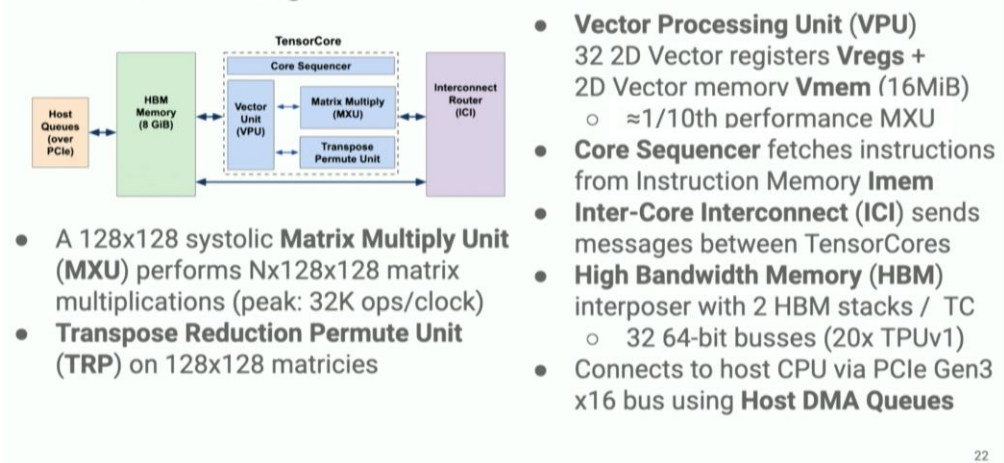 TensorCore
Core Sequencer
Host
Queues
(over
PCIe)
HBM
Memory
(8 GiB)
Vector
Unit
(VPU)
Matrix Multiply
(MXU)
Transpose
Permute Unit
Interconnect
Router
(ICI)
● A 128x128 systolic Matrix Multiply Unit
(MXU) performs Nx128x128 matrix
multiplications (peak: 32K ops/clock)
● Transpose Reduction Permute Unit
(TRP) on 128x128 matricies
● Vector Processing Unit (VPU)
32 2D Vector registers Vregs +
2D Vector memory Vmem (16MiB)
○ ≈1/10th performance MXU
● Core Sequencer fetches instructions
from Instruction Memory Imem
● Inter-Core Interconnect (ICI) sends
messages between TensorCores
● High Bandwidth Memory (HBM)
interposer with 2 HBM stacks / TC
○ 32 64-bit busses (20x TPUv1)
● Connects to host CPU via PCIe Gen3
x16 bus using Host DMA Queues
22